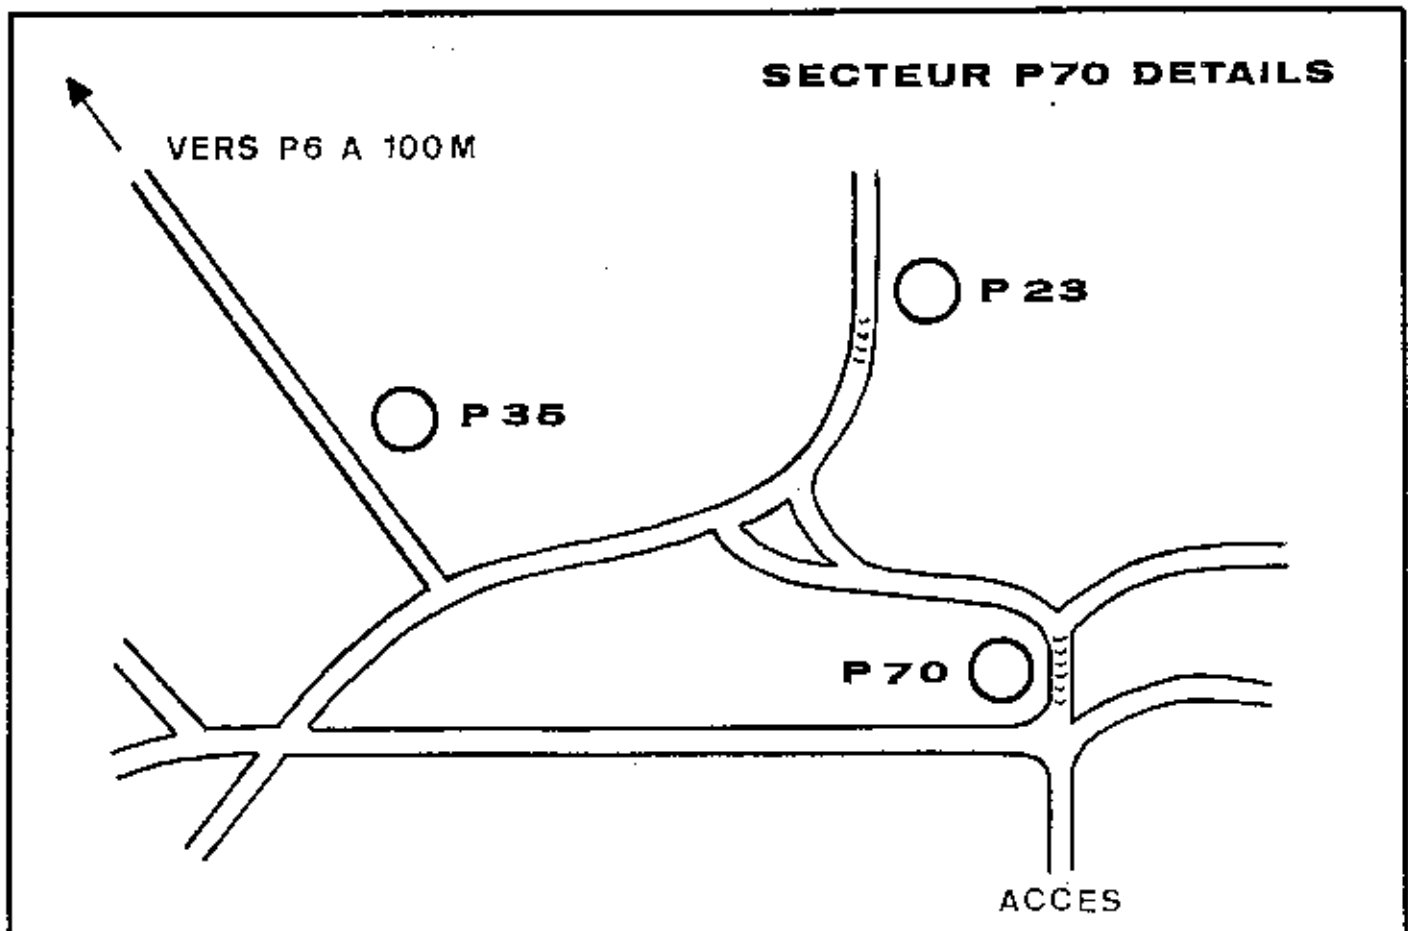 SECTEUR P70 DETAILS
VERS P6 A 100M
P 23
P 35
P 70
ACCES